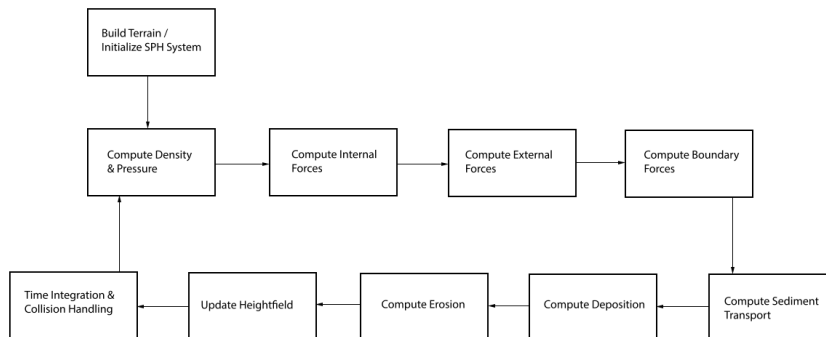 Build Terrain /
Initialize SPH System
Compute Density
& Pressure
Compute Internal
Forces
Compute External
Forces
Compute Boundary
Forces
Time Integration &
Collision Handling
Update Heightfield
Compute Erosion
Compute Deposition
Compute Sediment
Transport